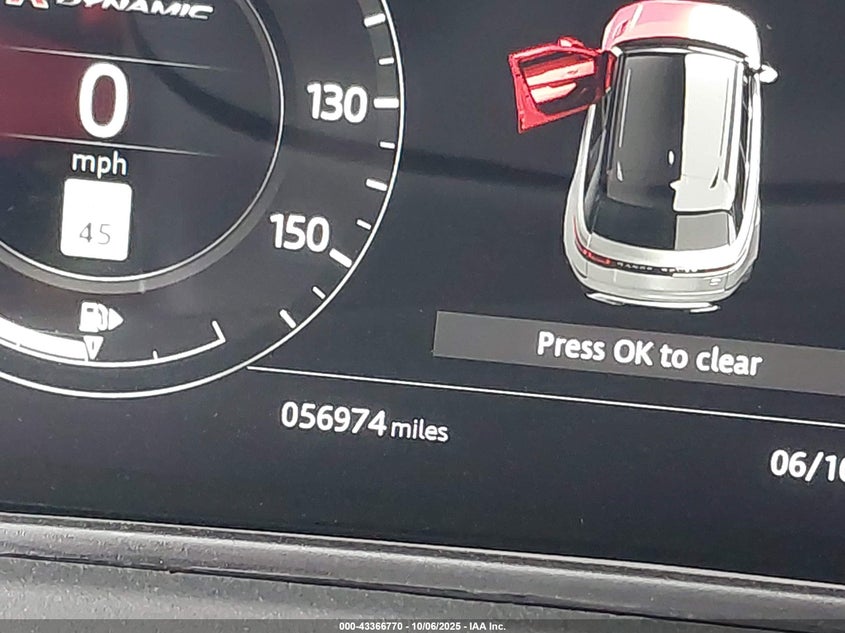 R DYNAMIC
0
mph
45
130
150
Press OK to clear
056974 miles
06/10
000-43366770 - 10/06/2025 - IAA Inc.